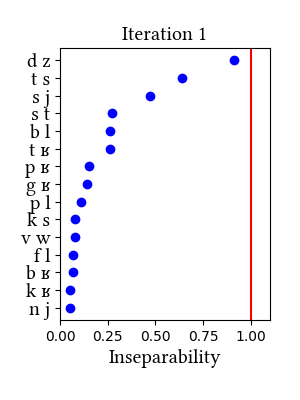 Iteration 1
d z
t s
s j
s t
b l
t ʁ
p ʁ
g ʁ
p l
k s
v w
f l
b ʁ
k ʁ
n j
0.00 0.25 0.50 0.75 1.00
Inseparability